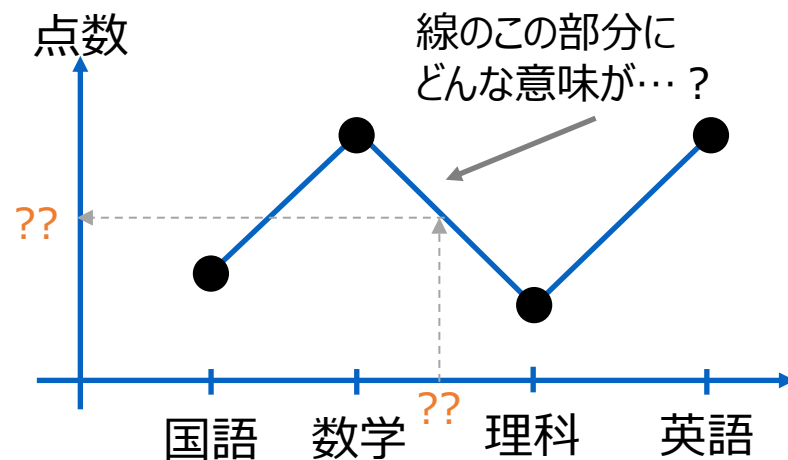 点数
線のこの部分に
どんな意味が…？
??
??
国語
数学
理科
英語